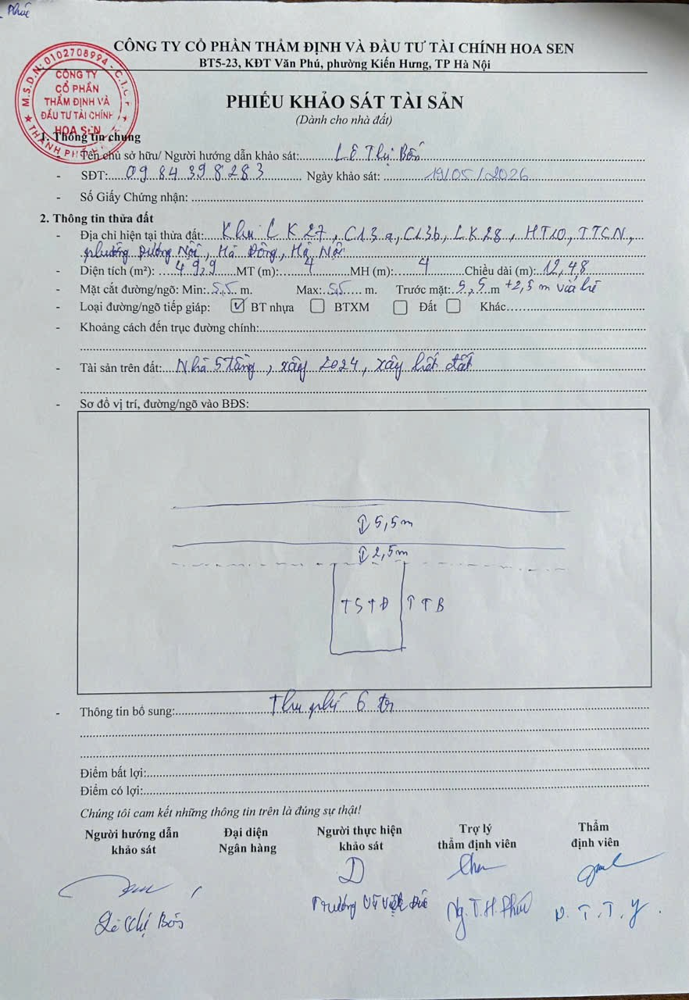 Phúc
CÔNG TY CỔ PHẦN THẨM ĐỊNH VÀ ĐẦU TƯ TÀI CHÍNH HOA SEN
BT5-23, KĐT Văn Phú, phường Kiến Hưng, TP Hà Nội
M.S.D.N: 0102708994 - C.T.C.P
CÔNG TY
CỔ PHẦN
THẨM ĐỊNH VÀ
ĐẦU TƯ TÀI CHÍNH
HOA SEN
THÀNH PHỐ
PHIẾU KHẢO SÁT TÀI SẢN
(Dành cho nhà đất)
1. Thông tin chung
- Tên chủ sở hữu/ Người hướng dẫn khảo sát: Lê Thị Bốn
- SĐT: 0984398283 Ngày khảo sát: 19/05/2026
- Số Giấy Chứng nhận:
2. Thông tin thửa đất
- Địa chỉ hiện tại thửa đất: Khu LK27, C13a, C13b, LK28, HT10, TTCN,
phường Dương Nội, Hà Đông, Hà Nội
- Diện tích (m²): 49,9 MT (m): 4 MH (m): 4 Chiều dài (m): 12,48
- Mặt cắt đường/ngõ: Min: 5,5 m. Max: 5,5 m. Trước mặt: 5,5 m +2,5 m vỉa hè
- Loại đường/ngõ tiếp giáp: ☑ BT nhựa ☐ BTXM ☐ Đất ☐ Khác
- Khoảng cách đến trục đường chính:
- Tài sản trên đất: Nhà 5 tầng, xây 2024, xây hết đất
- Sơ đồ vị trí, đường/ngõ vào BĐS:
↕ 5,5m
↕ 2,5m
TSTĐ ↑ TB
- Thông tin bổ sung: Thu phí 6 tr
Điểm bất lợi:
Điểm có lợi:
Chúng tôi cam kết những thông tin trên là đúng sự thật!
Người hướng dẫn khảo sát
Đại diện Ngân hàng
Người thực hiện khảo sát
Trợ lý thẩm định viên
Thẩm định viên
Lê Thị Bốn
Ng. T. H. Phúc
N. T. T. Y